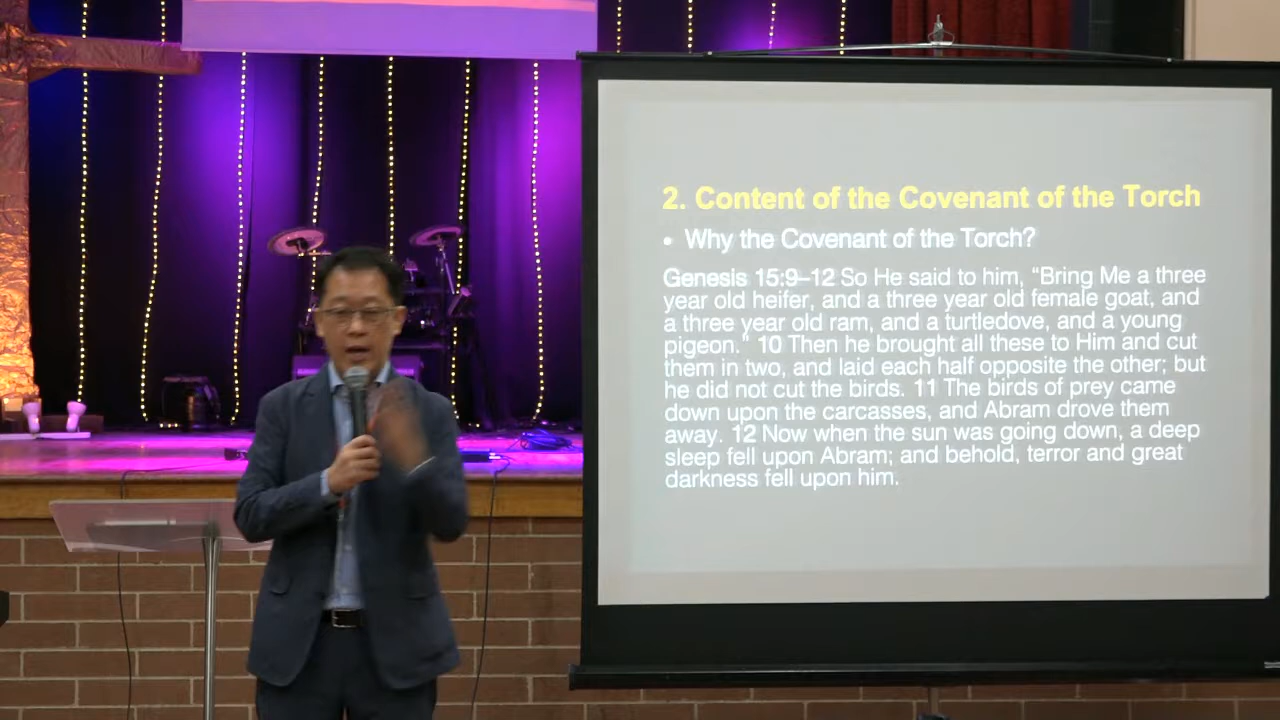 2. Content of the Covenant of the Torch
• Why the Covenant of the Torch?
Genesis 15:9–12 So He said to him, “Bring Me a three
year old heifer, and a three year old female goat, and
a three year old ram, and a turtledove, and a young
pigeon.” 10 Then he brought all these to Him and cut
them in two, and laid each half opposite the other; but
he did not cut the birds. 11 The birds of prey came
down upon the carcasses, and Abram drove them
away. 12 Now when the sun was going down, a deep
sleep fell upon Abram; and behold, terror and great
darkness fell upon him.